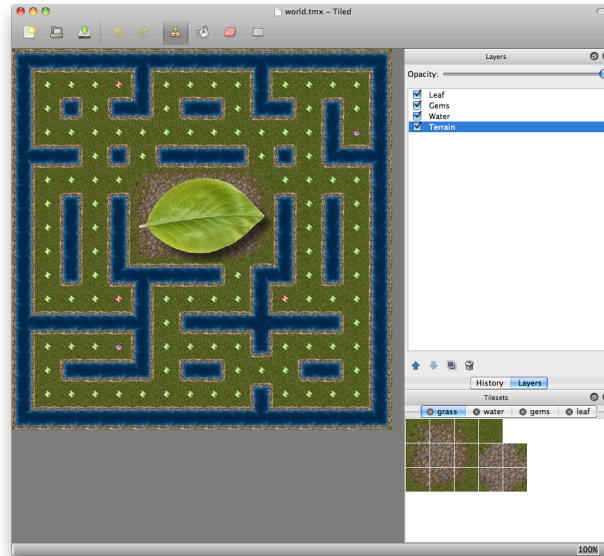 world.tmx – Tiled
Layers
Opacity:
Leaf
Gems
Water
Terrain
History Layers
Tilesets
grass water gems leaf
100%